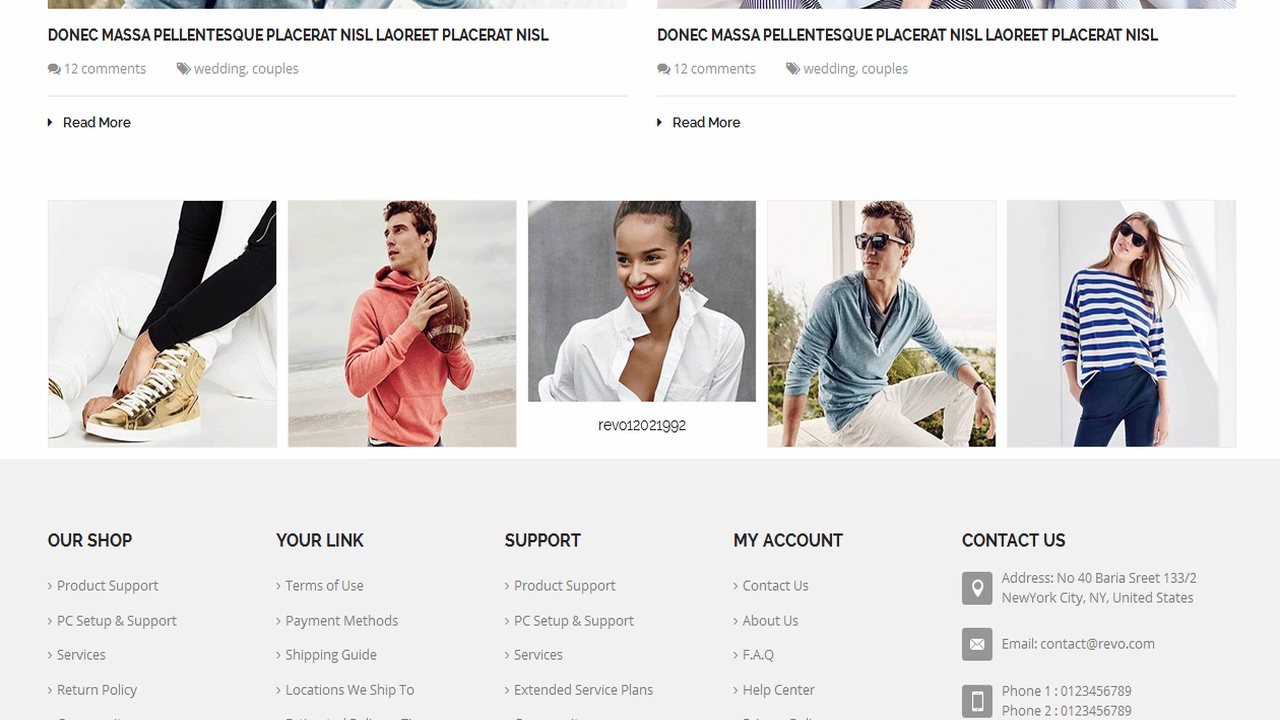 DONEC MASSA PELLENTESQUE PLACERAT NISL LAOREET PLACERAT NISL
12 comments wedding, couples
Read More
DONEC MASSA PELLENTESQUE PLACERAT NISL LAOREET PLACERAT NISL
12 comments wedding, couples
Read More
revo12021992
OUR SHOP
Product Support
PC Setup & Support
Services
Return Policy
YOUR LINK
Terms of Use
Payment Methods
Shipping Guide
Locations We Ship To
SUPPORT
Product Support
PC Setup & Support
Services
Extended Service Plans
MY ACCOUNT
Contact Us
About Us
F.A.Q
Help Center
CONTACT US
Address: No 40 Baria Sreet 133/2
NewYork City, NY, United States
Email: contact@revo.com
Phone 1 : 0123456789
Phone 2 : 0123456789